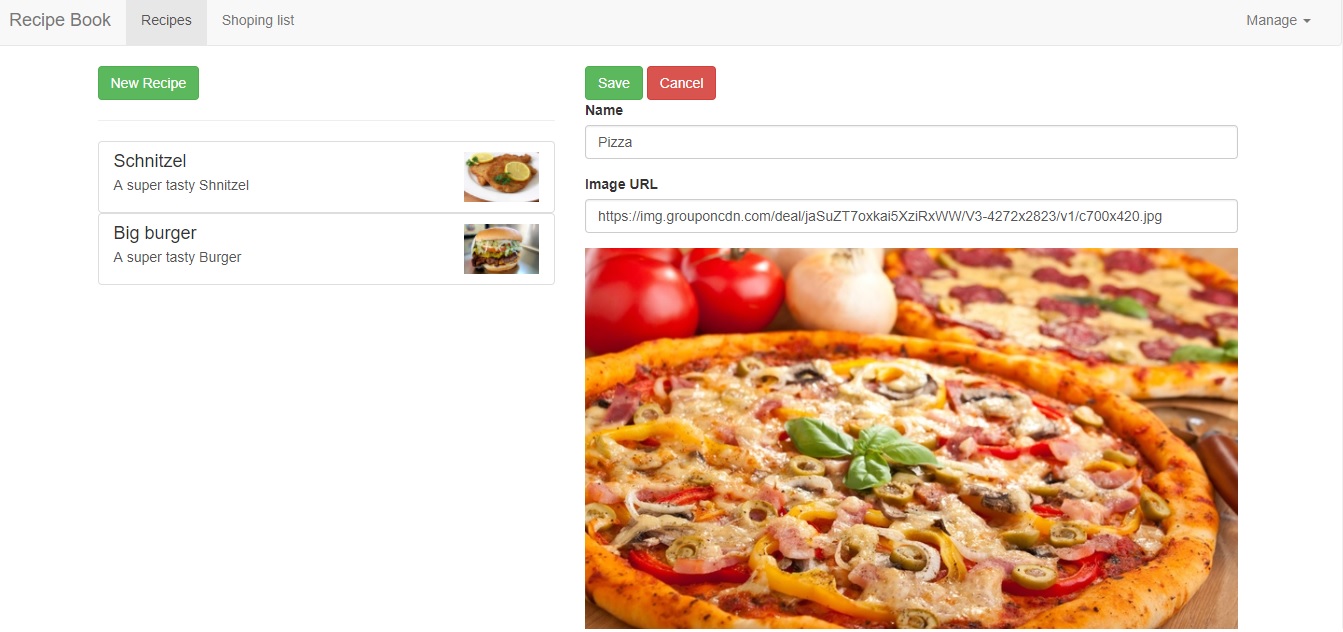 Recipe Book Recipes Shoping list Manage
New Recipe
Schnitzel
A super tasty Shnitzel
Big burger
A super tasty Burger
Save Cancel
Name
Pizza
Image URL
https://img.grouponcdn.com/deal/jaSuZT7oxkai5XziRxWW/V3-4272x2823/v1/c700x420.jpg